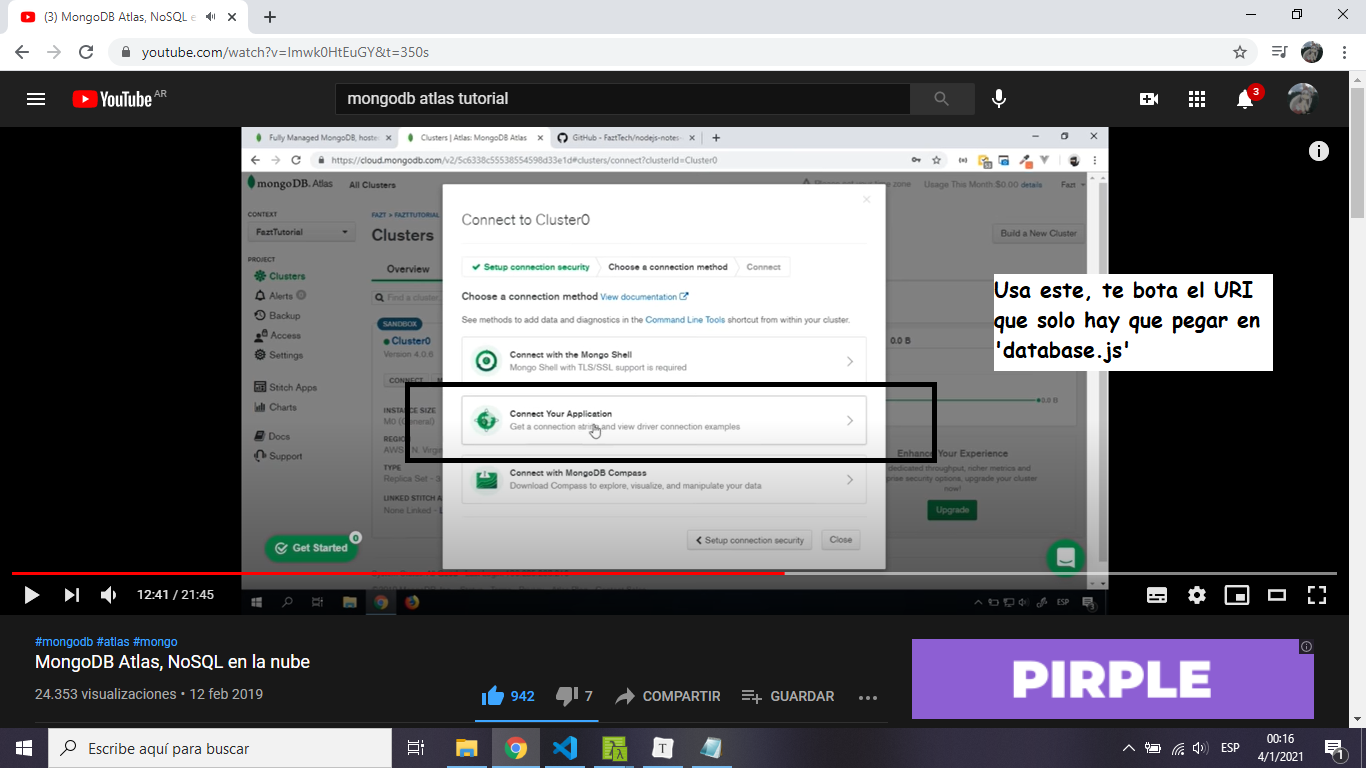 (3) MongoDB Atlas, NoSQL e
youtube.com/watch?v=Imwk0HtEuGY&t=350s
YouTube AR
mongodb atlas tutorial
3
Fully Managed MongoDB, hoste
Clusters | Atlas: MongoDB Atlas
GitHub - FaztTech/nodejs-notes-
https://cloud.mongodb.com/v2/5c6338c55538554598d33e1d#clusters/connect?clusterId=Cluster0
mongoDB. Atlas
All Clusters
Usage This Month:$0.00 details
Fazt
CONTEXT
FaztTutorial
FAZT > FAZTTUTORIAL
Clusters
Build a New Cluster
PROJECT
Clusters
Alerts 0
Backup
Access
Settings
Stitch Apps
Charts
Docs
Support
Overview
Find a cluster
SANDBOX
Cluster0
Version 4.0.6
CONNECT
INSTANCE SIZE
M0 (General)
REGION
AWS / N. Virgi
TYPE
Replica Set - 3
LINKED STITCH A
None Linked - L
Connect to Cluster0
Setup connection security
Choose a connection method
Connect
Choose a connection method View documentation
See methods to add data and diagnostics in the Command Line Tools shortcut from within your cluster.
Connect with the Mongo Shell
Mongo Shell with TLS/SSL support is required
Connect Your Application
Get a connection string and view driver connection examples
Connect with MongoDB Compass
Download Compass to explore, visualize, and manipulate your data
Setup connection security
Close
0.0 B
0.0 B
Enhance Your Experience
dedicated throughput, richer metrics and
prise security options, upgrade your cluster
now!
Upgrade
Get Started
0
ESP
3
Usa este, te bota el URI
que solo hay que pegar en
'database.js'
12:41 / 21:45
#mongodb #atlas #mongo
MongoDB Atlas, NoSQL en la nube
24.353 visualizaciones • 12 feb 2019
942
7
COMPARTIR
GUARDAR
PIRPLE
Escribe aquí para buscar
T
ESP
00:16
4/1/2021
1